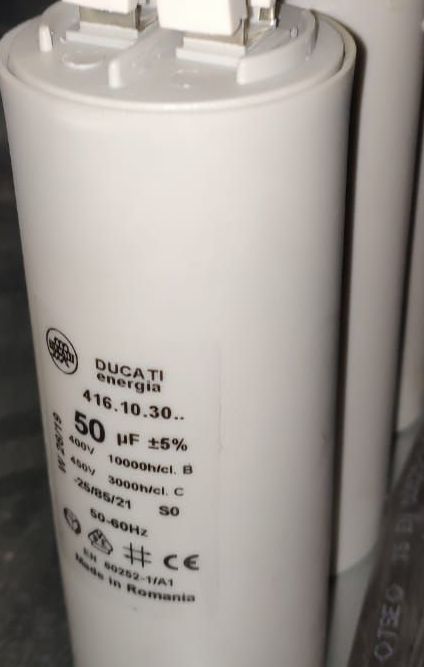 DUCATI
energia
416.10.30..
50 µF ±5%
400V 10000h/cl. B
450V 3000h/cl. C
-25/85/21 S0
50-60Hz
CE
EN 60252-1/A1
Made in Romania